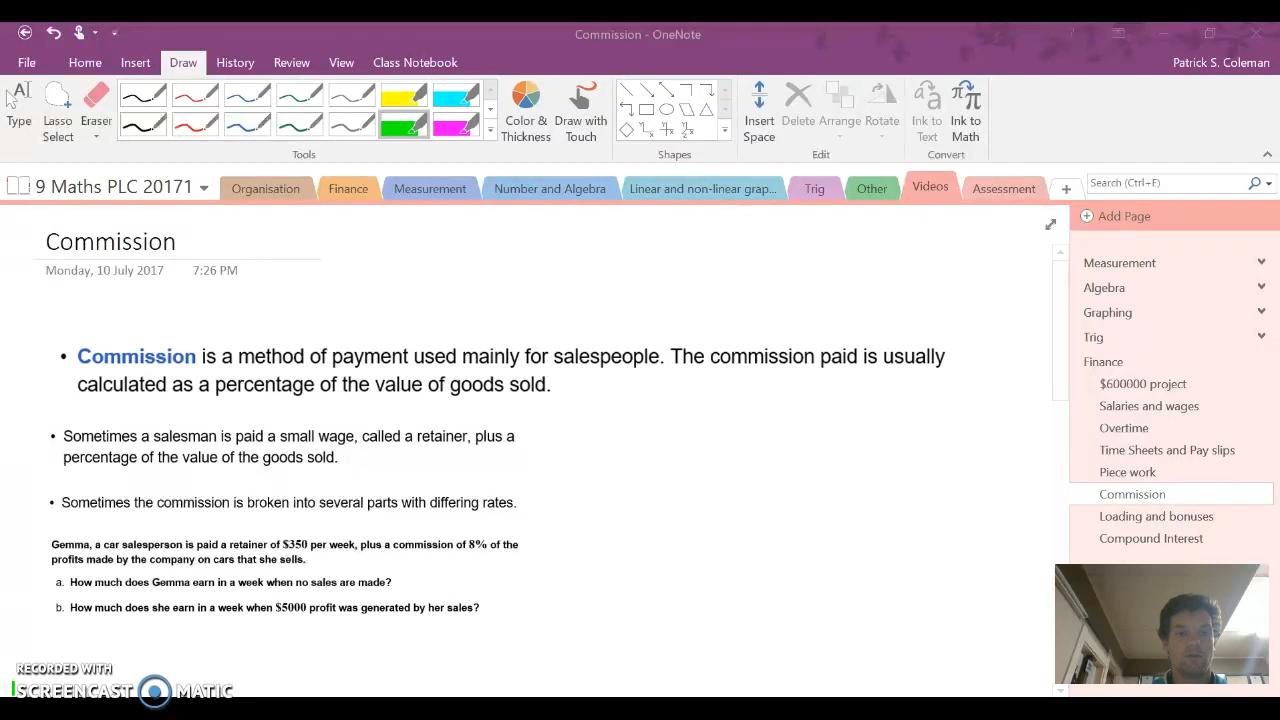 Commission - OneNote
File Home Insert Draw History Review View Class Notebook Patrick S. Coleman
Type
Lasso Select
Eraser
Color & Thickness
Draw with Touch
Insert Space
Delete
Arrange
Rotate
Ink to Text
Ink to Math
Tools Shapes Edit Convert
9 Maths PLC 20171 Organisation Finance Measurement Number and Algebra Linear and non-linear grap... Trig Other Videos Assessment Search (Ctrl+E)
Add Page
Commission
Monday, 10 July 2017 7:26 PM
• Commission is a method of payment used mainly for salespeople. The commission paid is usually
calculated as a percentage of the value of goods sold.
• Sometimes a salesman is paid a small wage, called a retainer, plus a
percentage of the value of the goods sold.
• Sometimes the commission is broken into several parts with differing rates.
Gemma, a car salesperson is paid a retainer of $350 per week, plus a commission of 8% of the
profits made by the company on cars that she sells.
a. How much does Gemma earn in a week when no sales are made?
b. How much does she earn in a week when $5000 profit was generated by her sales?
Measurement
Algebra
Graphing
Trig
Finance
$600000 project
Salaries and wages
Overtime
Time Sheets and Pay slips
Piece work
Commission
Loading and bonuses
Compound Interest
RECORDED WITH
SCREENCAST MATIC